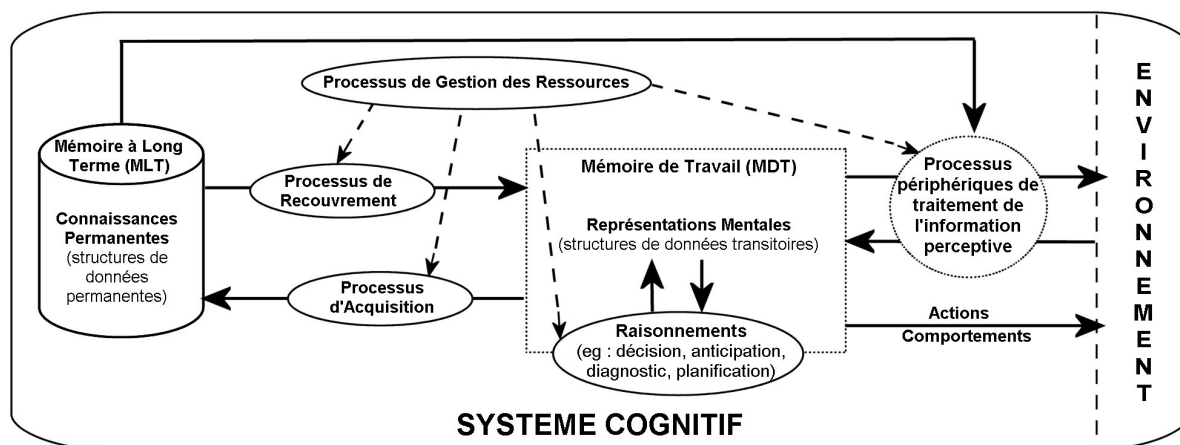 Processus de Gestion des Ressources
Mémoire à Long
Terme (MLT)
Connaissances
Permanentes
(structures de
données
permanentes)
Processus de
Recouvrement
Processus
d'Acquisition
Mémoire de Travail (MDT)
Représentations Mentales
(structures de données transitoires)
Raisonnements
(eg : décision, anticipation,
diagnostic, planification)
Processus
périphériques de
traitement de
l'information
perceptive
Actions
Comportements
ENVIRONNEMENT
SYSTEME COGNITIF